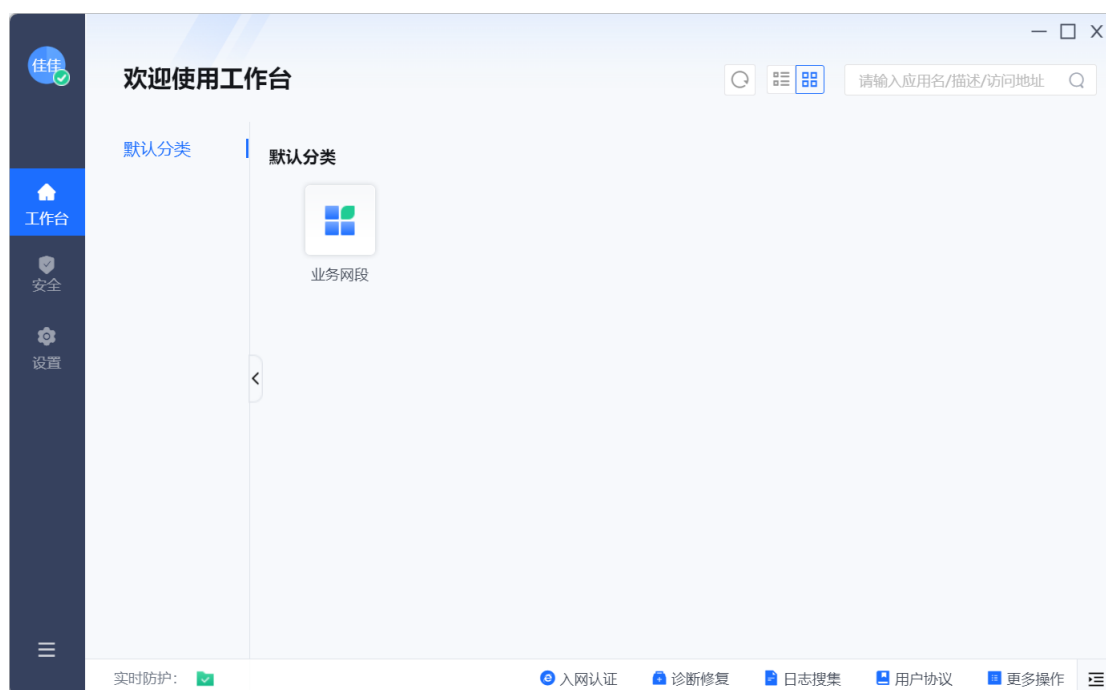 佳佳
欢迎使用工作台
请输入应用名/描述/访问地址
默认分类
默认分类
工作台
业务网段
安全
设置
实时防护:
入网认证 诊断修复 日志搜集 用户协议 更多操作